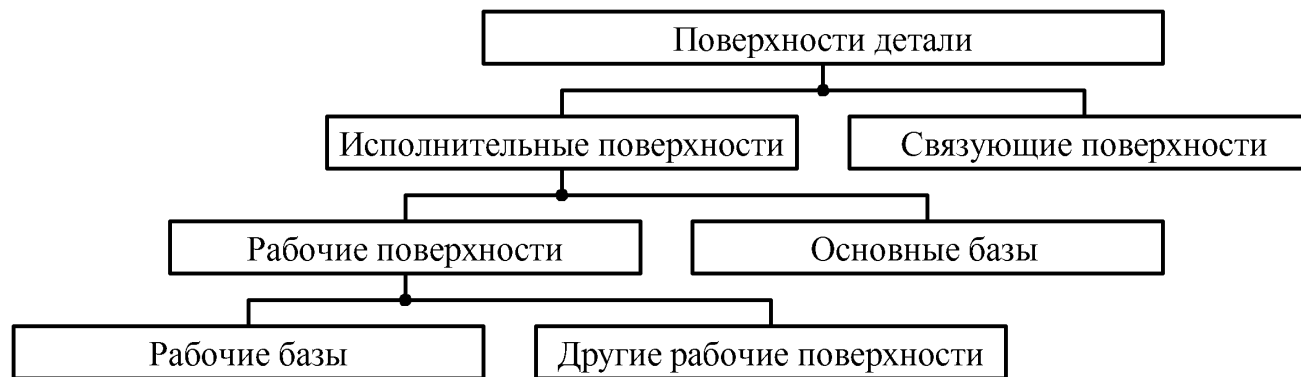 Поверхности детали
Исполнительные поверхности
Связующие поверхности
Рабочие поверхности
Основные базы
Рабочие базы
Другие рабочие поверхности